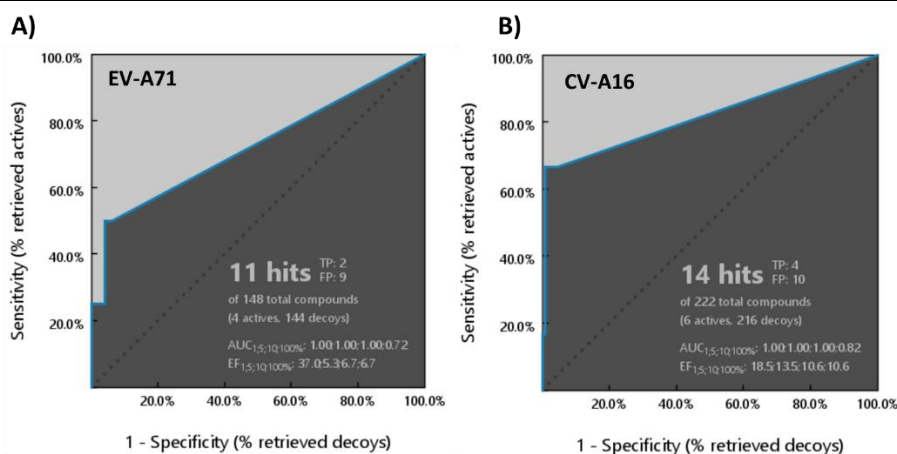 A)
EV-A71
Sensitivity (% retrieved actives)
100.0%
80.0%
60.0%
40.0%
20.0%
11 hits
TP: 2
FP: 9
of 148 total compounds
(4 actives, 144 decoys)
AUC1;5;10;100%: 1.00;1.00;1.00;0.72
EF1;5;10;100%: 37.0;5.3;6.7;6.7
20.0% 40.0% 60.0% 80.0% 100.0%
1 - Specificity (% retrieved decoys)
B)
CV-A16
Sensitivity (% retrieved actives)
100.0%
80.0%
60.0%
40.0%
20.0%
14 hits
TP: 4
FP: 10
of 222 total compounds
(6 actives, 216 decoys)
AUC1;5;10;100%: 1.00;1.00;1.00;0.82
EF1;5;10;100%: 18.5;13.5;10.6;10.6
20.0% 40.0% 60.0% 80.0% 100.0%
1 - Specificity (% retrieved decoys)